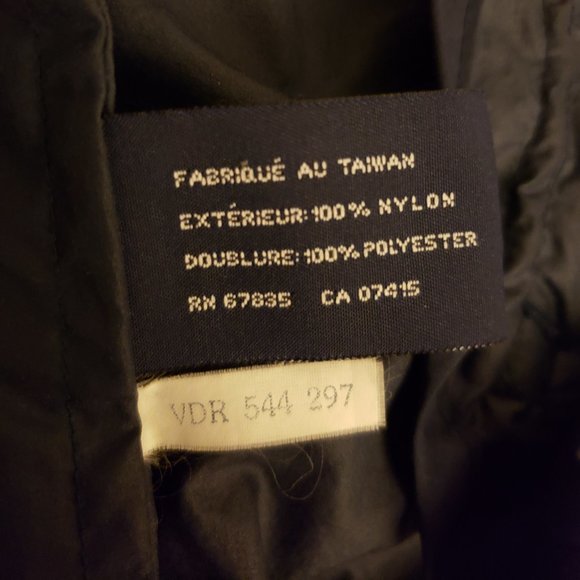 FABRIQUÉ AU TAIWAN
EXTÉRIEUR: 100% NYLON
DOUBLURE: 100% POLYESTER
RN 67835 CA 07415
VDR 544 297